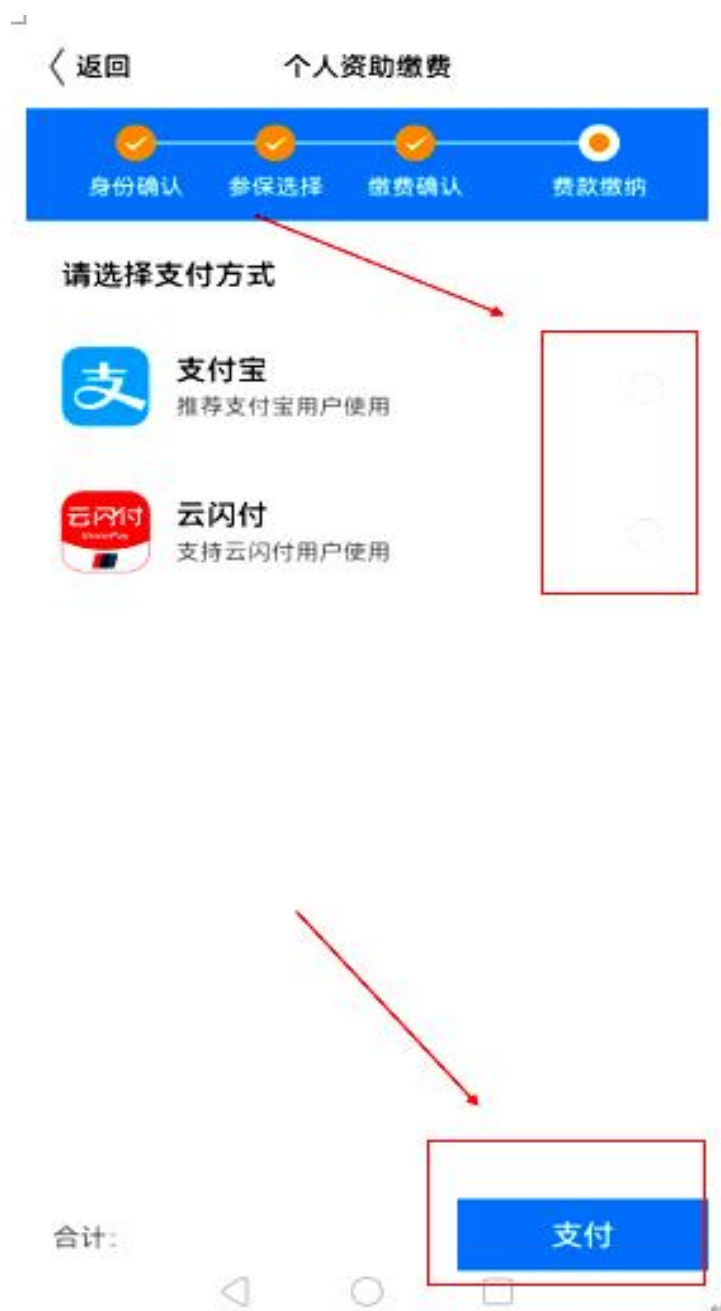 返回 个人资助缴费
身份确认 参保选择 缴费确认 费款缴纳
请选择支付方式
支
支付宝
推荐支付宝用户使用
云闪付
云闪付
支持云闪付用户使用
合计:
支付